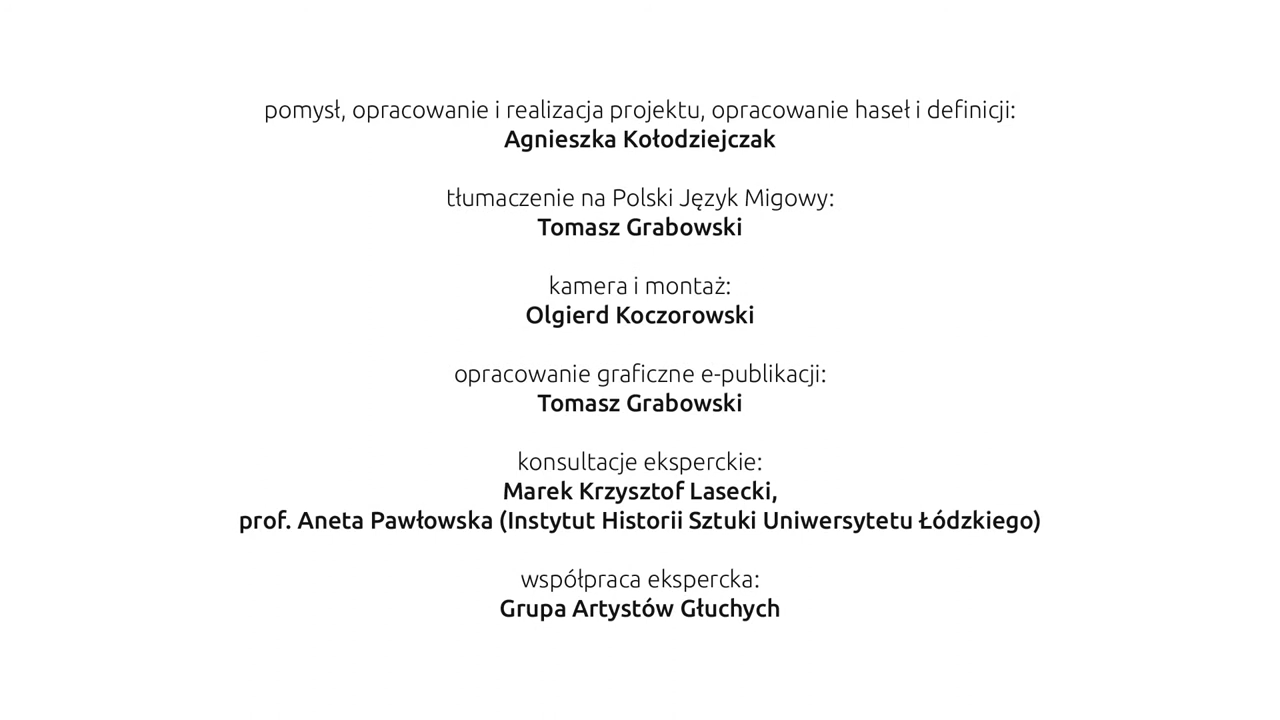 pomysł, opracowanie i realizacja projektu, opracowanie haseł i definicji:
Agnieszka Kołodziejczak
tłumaczenie na Polski Język Migowy:
Tomasz Grabowski
kamera i montaż:
Olgierd Koczorowski
opracowanie graficzne e-publikacji:
Tomasz Grabowski
konsultacje eksperckie:
Marek Krzysztof Lasecki,
prof. Aneta Pawłowska (Instytut Historii Sztuki Uniwersytetu Łódzkiego)
współpraca ekspercka:
Grupa Artystów Głuchych